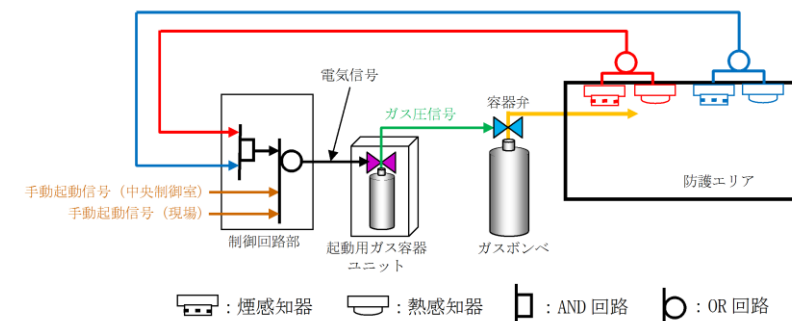 電気信号
ガス圧信号
容器弁
手動起動信号（中央制御室）
手動起動信号（現場）
防護エリア
制御回路部
起動用ガス容器
ユニット
ガスボンベ
：煙感知器 ：熱感知器 ：AND 回路 ：OR 回路